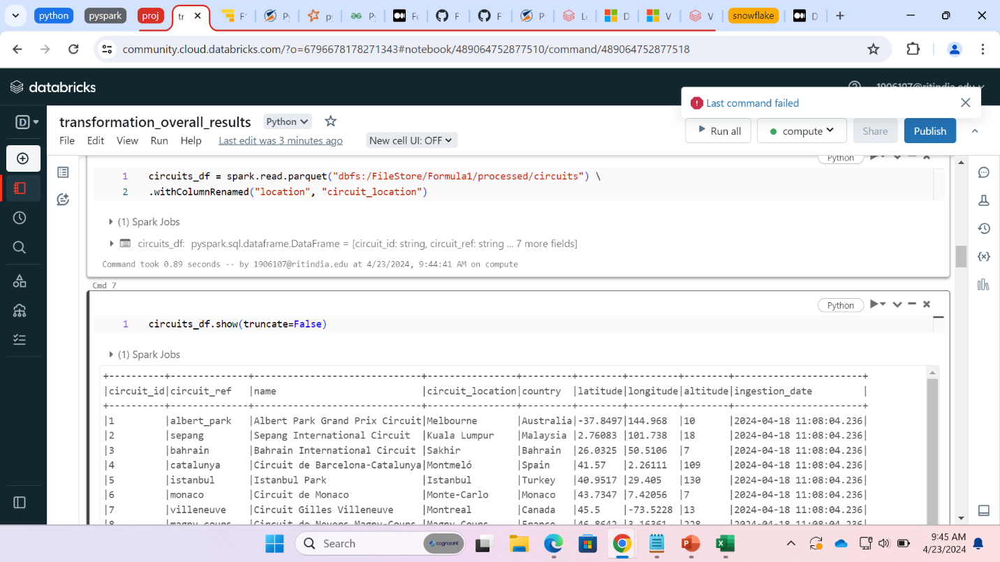 python
pyspark
proj
tr
snowflake
community.cloud.databricks.com/?o=6796678178271343#notebook/489064752877510/command/489064752877518
databricks
Last command failed
D
transformation_overall_results
Python
File Edit View Run Help
Last edit was 3 minutes ago
New cell UI: OFF
Run all
compute
Share
Publish
Python
1 circuits_df = spark.read.parquet("dbfs:/FileStore/Formula1/processed/circuits") \
2 .withColumnRenamed("location", "circuit_location")
(1) Spark Jobs
circuits_df: pyspark.sql.dataframe.DataFrame = [circuit_id: string, circuit_ref: string ... 7 more fields]
Command took 0.89 seconds -- by 1906107@ritindia.edu at 4/23/2024, 9:44:41 AM on compute
Cmd 7
Python
1 circuits_df.show(truncate=False)
(1) Spark Jobs
+----------+--------------+------------------------------+----------------+---------+--------+---------+--------+-----------------------+
|circuit_id|circuit_ref |name |circuit_location|country |latitude|longitude|altitude|ingestion_date |
+----------+--------------+------------------------------+----------------+---------+--------+---------+--------+-----------------------+
|1 |albert_park |Albert Park Grand Prix Circuit|Melbourne |Australia|-37.8497|144.968 |10 |2024-04-18 11:08:04.236|
|2 |sepang |Sepang International Circuit |Kuala Lumpur |Malaysia |2.76083 |101.738 |18 |2024-04-18 11:08:04.236|
|3 |bahrain |Bahrain International Circuit |Sakhir |Bahrain |26.0325 |50.5106 |7 |2024-04-18 11:08:04.236|
|4 |catalunya |Circuit de Barcelona-Catalunya|Montmeló |Spain |41.57 |2.26111 |109 |2024-04-18 11:08:04.236|
|5 |istanbul |Istanbul Park |Istanbul |Turkey |40.9517 |29.405 |130 |2024-04-18 11:08:04.236|
|6 |monaco |Circuit de Monaco |Monte-Carlo |Monaco |43.7347 |7.42056 |7 |2024-04-18 11:08:04.236|
|7 |villeneuve |Circuit Gilles Villeneuve |Montreal |Canada |45.5 |-73.5228 |13 |2024-04-18 11:08:04.236|
|8 |magny_cours |Circuit de Nevers Magny-Cours |Magny Cours |France |46.8642 |3.16361 |228 |2024-04-18 11:08:04.236|
Search
cognizant
9:45 AM
4/23/2024